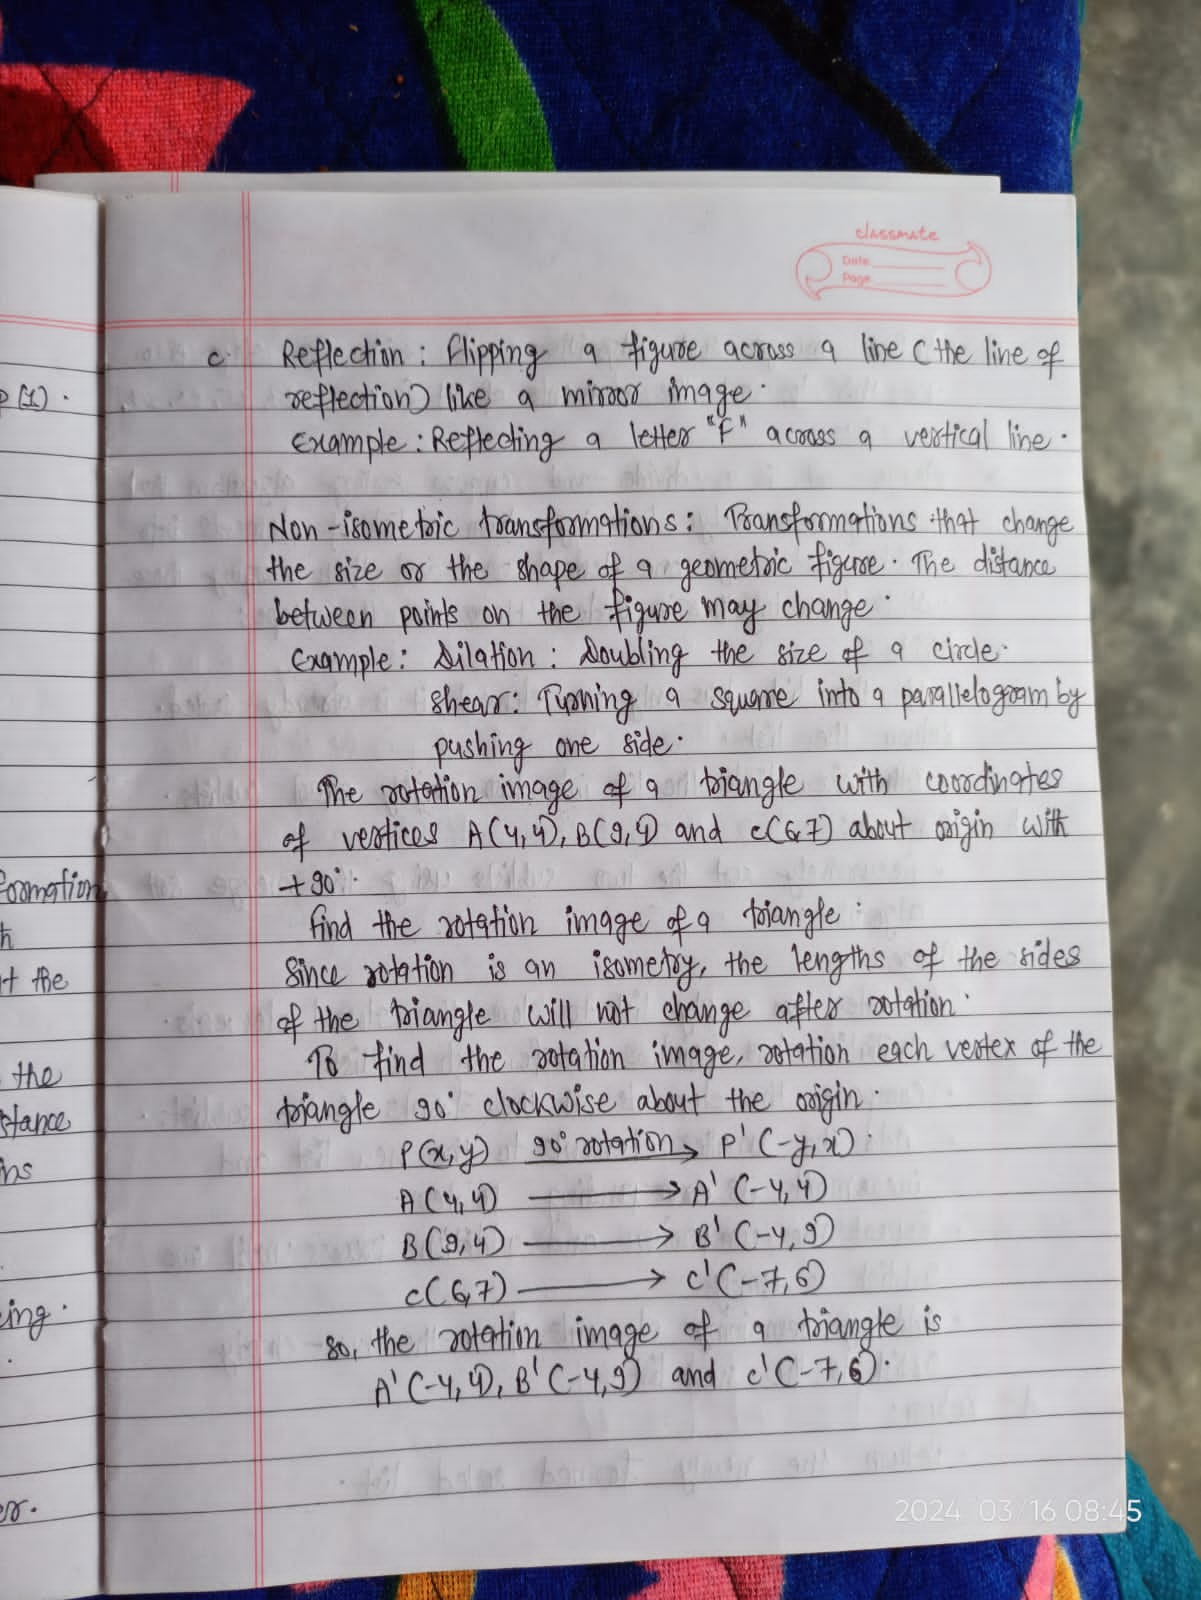 classmate
Date
Page
c. Reflection : Flipping a figure across a line (the line of
reflection) like a mirror image.
Example : Reflecting a letter "F" across a vertical line.
Non-isometric transformations : Transformations that change
the size or the shape of a geometric figure. The distance
between points on the figure may change.
Example : Dilation : Doubling the size of a circle.
shear : Turning a square into a parallelogram by
pushing one side.
The rotation image of a triangle with coordinates
of vertices A(4,4), B(9,4) and c(6,7) about origin with
+90°.
find the rotation image of a triangle :
Since rotation is an isometry, the lengths of the sides
of the triangle will not change after rotation.
To find the rotation image, rotation each vertex of the
triangle 90° clockwise about the origin.
P(x,y) 90° rotation → P'(-y,x).
A(4,4) → A'(-4,4)
B(9,4) → B'(-4,9)
c(6,7) → c'(-7,6)
So, the rotation image of a triangle is
A'(-4,4), B'(-4,9) and c'(-7,6).
p(1).
formation
h
t the
the
stance
ns
ing.
er.
2024/03/16 08:45